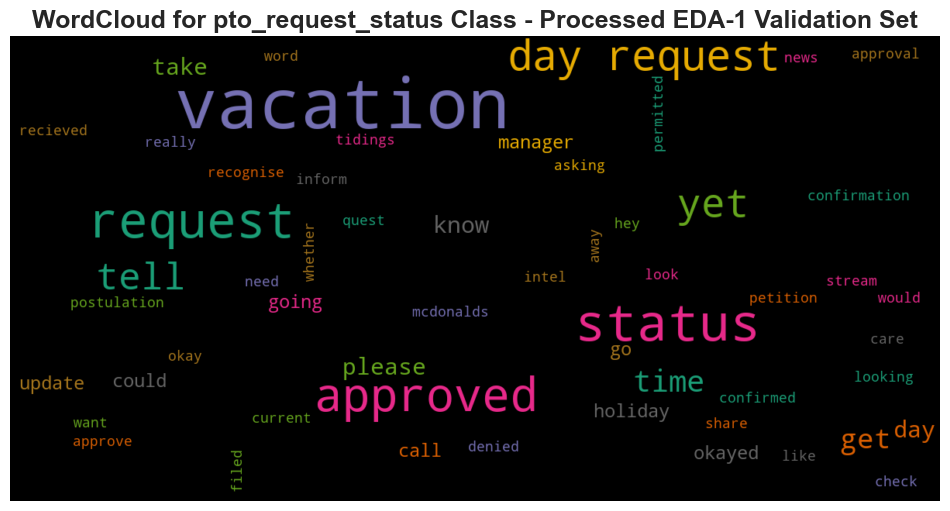 WordCloud for pto_request_status Class - Processed EDA-1 Validation Set
day request
word
news
approval
take
vacation
permitted
recieved
really
tidings
manager
asking
recognise
inform
confirmation
yet
request
quest
know
hey
whether
away
tell
need
intel
look
stream
postulation
going
mcdonalds
petition
would
status
care
go
okay
please
time
looking
update
could
approved
confirmed
holiday
want
current
share
day
approve
call
denied
okayed
like
get
filed
check